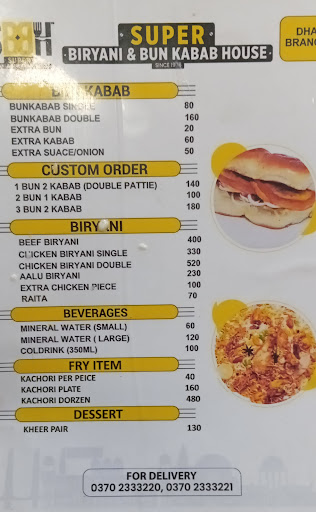 SUPER
· BIRYANI & BUN KABAB HOUSE ·
SINCE 1976
DHA
BRANC
KABAB
BUNKABAB SINGLE 80
BUNKABAB DOUBLE 160
EXTRA BUN 20
EXTRA KABAB 60
EXTRA SUACE/ONION 50
CUSTOM ORDER
1 BUN 2 KABAB (DOUBLE PATTIE) 140
2 BUN 1 KABAB 100
3 BUN 2 KABAB 180
BIRYANI
BEEF BIRYANI 400
CHICKEN BIRYANI SINGLE 330
CHICKEN BIRYANI DOUBLE 520
AALU BIRYANI 230
EXTRA CHICKEN PIECE 100
RAITA 70
BEVERAGES
MINERAL WATER (SMALL) 60
MINERAL WATER ( LARGE) 120
COLDRINK (350ML) 100
FRY ITEM
KACHORI PER PEICE 40
KACHORI PLATE 160
KACHORI DORZEN 480
DESSERT
KHEER PAIR 130
FOR DELIVERY
0370 2333220, 0370 2333221